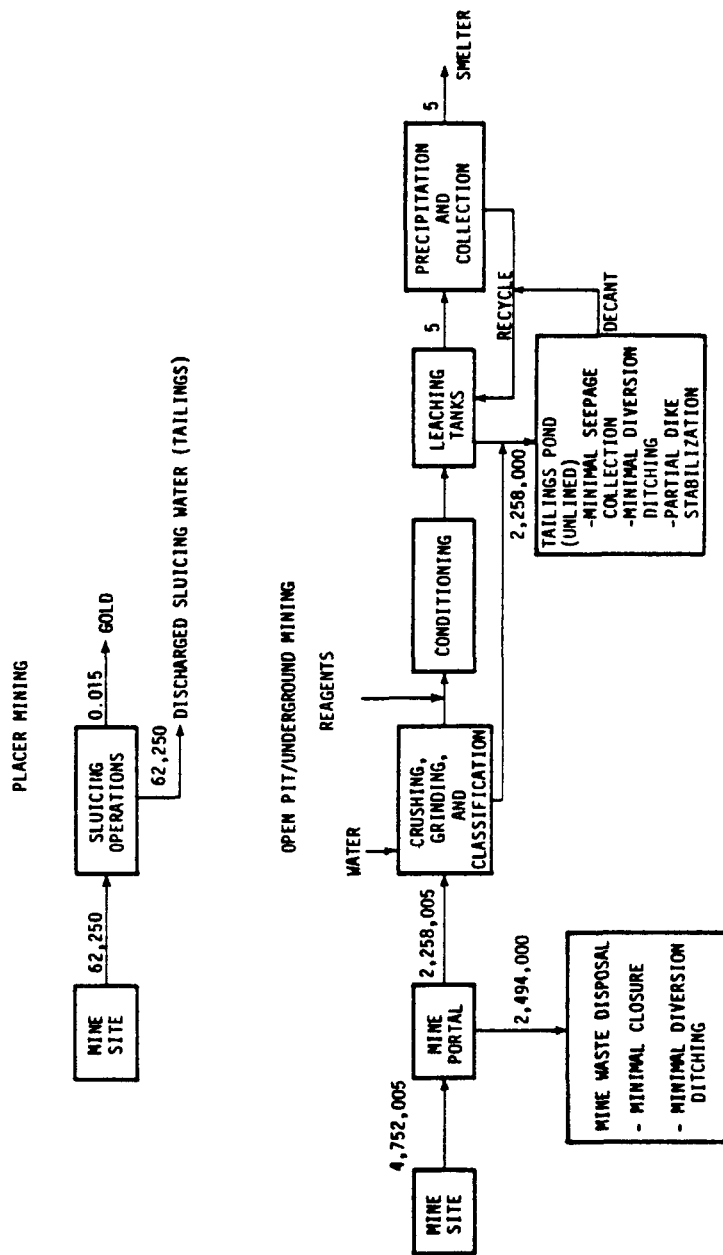 PLACER MINING
MINE
SITE
62,250
SLUICING
OPERATIONS
0.015
GOLD
62,250
DISCHARGED SLUICING WATER (TAILINGS)
OPEN PIT/UNDERGROUND MINING
MINE
SITE
4,752,005
MINE
PORTAL
2,494,000
MINE WASTE DISPOSAL
- MINIMAL CLOSURE
- MINIMAL DIVERSION
DITCHING
2,258,005
WATER
CRUSHING,
GRINDING,
AND
CLASSIFICATION
REAGENTS
CONDITIONING
LEACHING
TANKS
5
RECYCLE
PRECIPITATION
AND
COLLECTION
5
SMELTER
2,258,000
TAILINGS POND
(UNLINED)
-MINIMAL SEEPAGE
COLLECTION
-MINIMAL DIVERSION
DITCHING
-PARTIAL DIKE
STABILIZATION
DECANT